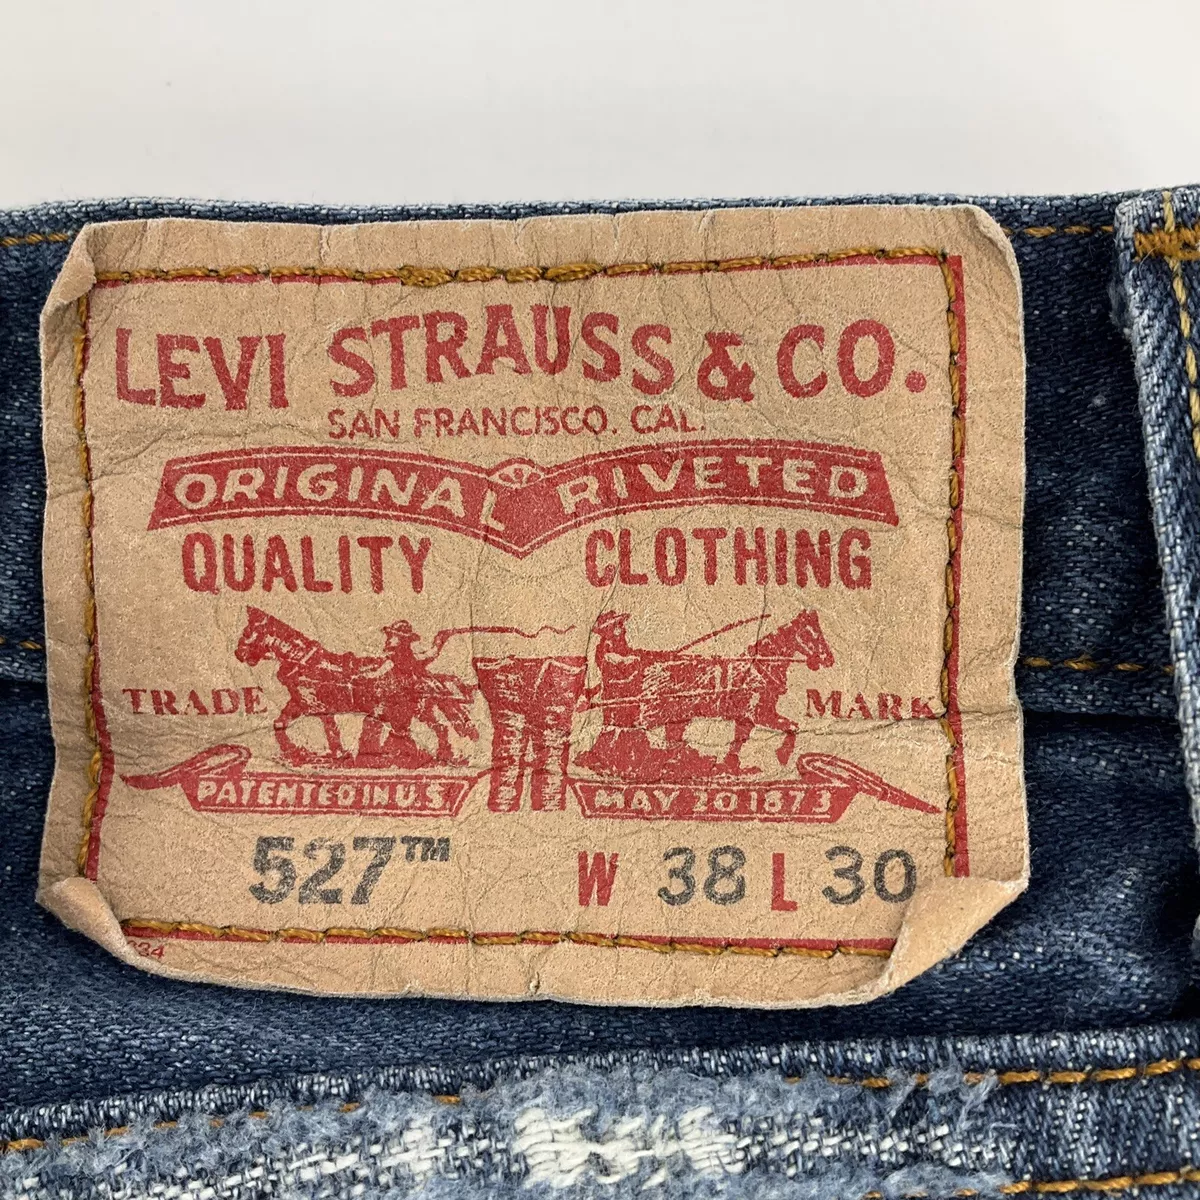 LEVI STRAUSS & CO.
SAN FRANCISCO. CAL.
ORIGINAL RIVETED
QUALITY CLOTHING
TRADE MARK
PATENTED IN U.S. MAY 20 1873
527™ W 38 L 30